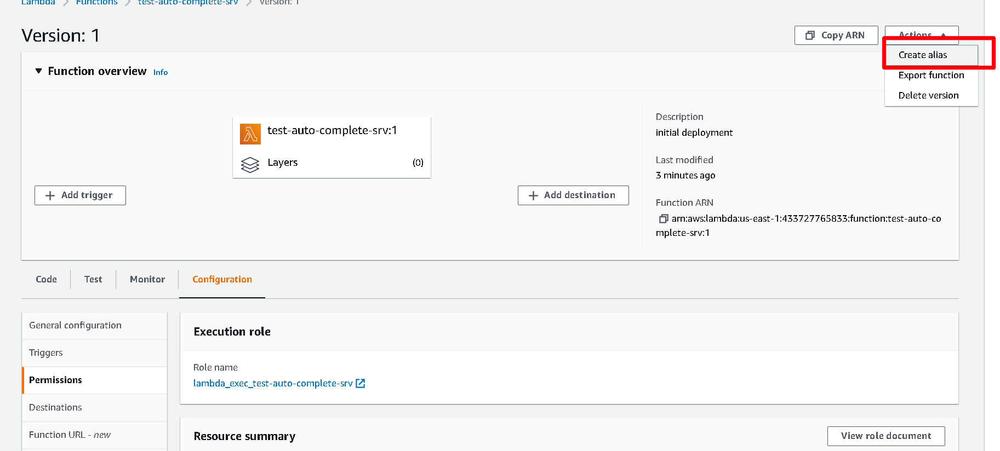 Lambda > Functions > test-auto-complete-srv > Version: 1
Version: 1
Copy ARN
Actions
Create alias
Export function
Delete version
Function overview Info
test-auto-complete-srv:1
Layers (0)
Add trigger
Add destination
Description
initial deployment
Last modified
3 minutes ago
Function ARN
arn:aws:lambda:us-east-1:433727765833:function:test-auto-co
mplete-srv:1
Code Test Monitor Configuration
General configuration
Triggers
Permissions
Destinations
Function URL - new
Execution role
Role name
lambda_exec_test-auto-complete-srv
Resource summary
View role document